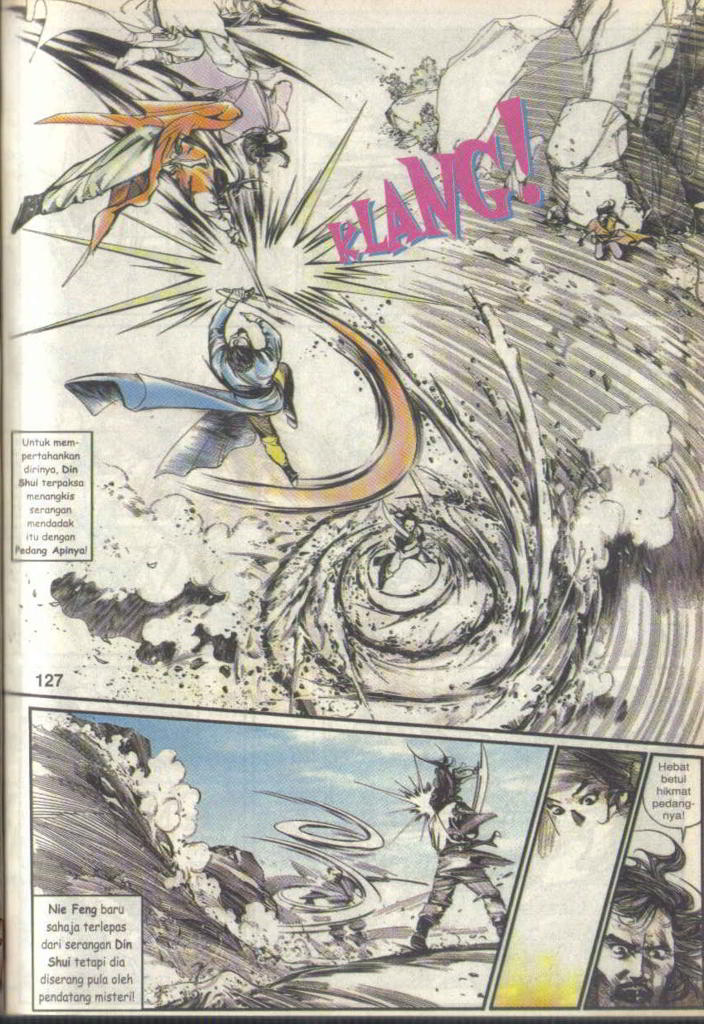 KLANG!
Untuk mem-
pertahankan
dirinya, Din
Shui terpaksa
menangkis
serangan
mendadak
itu dengan
Pedang Apinya!
127
Hebat
betul
hikmat
pedang-
nya!
Nie Feng baru
sahaja terlepas
dari serangan Din
Shui tetapi dia
diserang pula oleh
pendatang misteri!